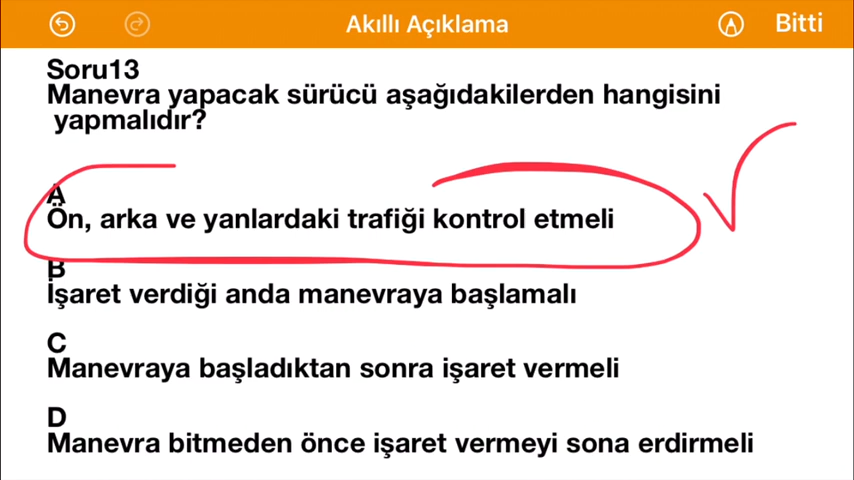 Akıllı Açıklama
Bitti
Soru13
Manevra yapacak sürücü aşağıdakilerden hangisini
yapmalıdır?
A
Ön, arka ve yanlardaki trafiği kontrol etmeli
B
İşaret verdiği anda manevraya başlamalı
C
Manevraya başladıktan sonra işaret vermeli
D
Manevra bitmeden önce işaret vermeyi sona erdirmeli